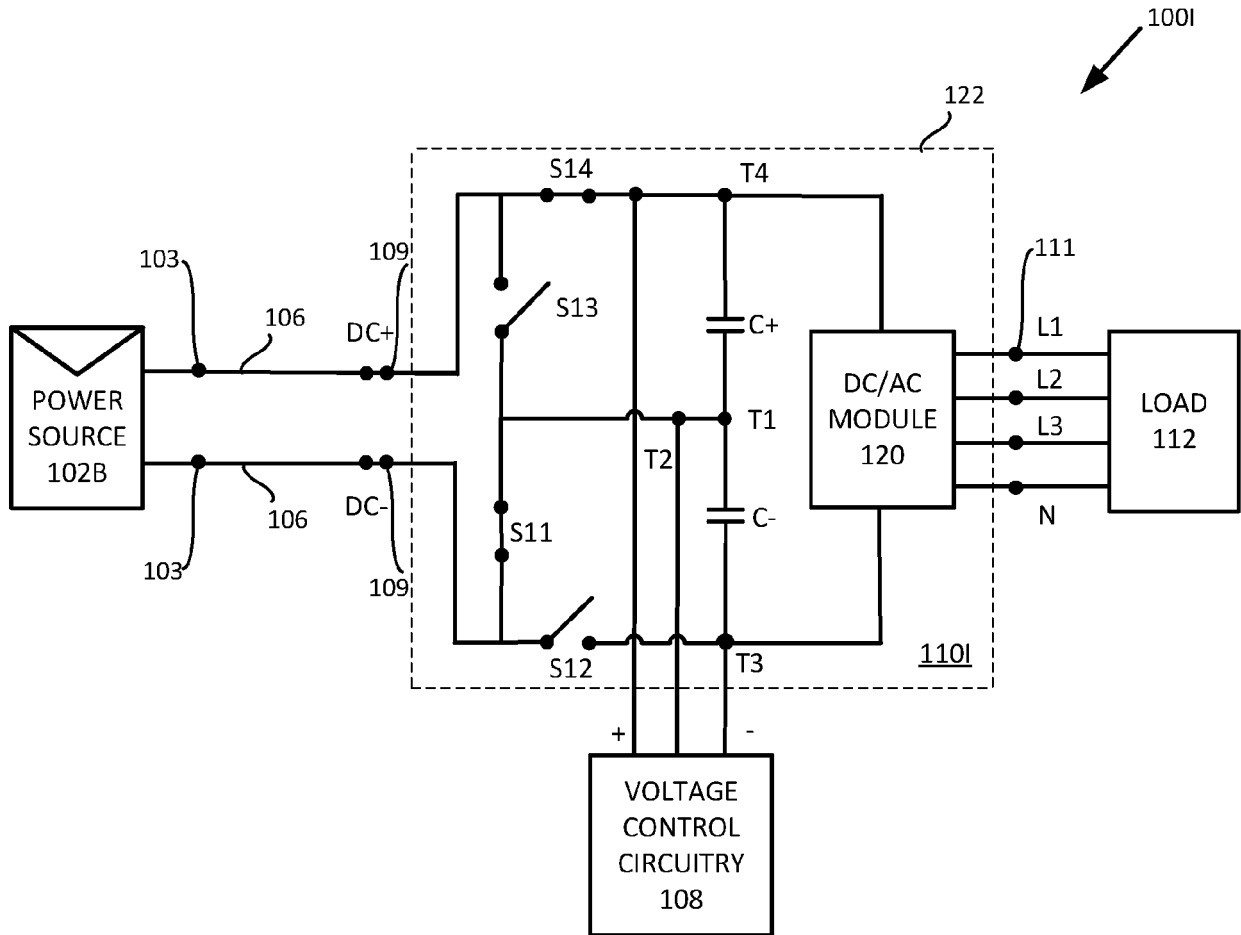 100I
122
S14
T4
103
109
111
S13
106
DC+
C+
L1
POWER
SOURCE
102B
DC/AC
MODULE
120
L2
LOAD
112
T1
L3
T2
DC-
S11
C-
N
106
103
109
S12
T3
110I
+
-
VOLTAGE
CONTROL
CIRCUITRY
108